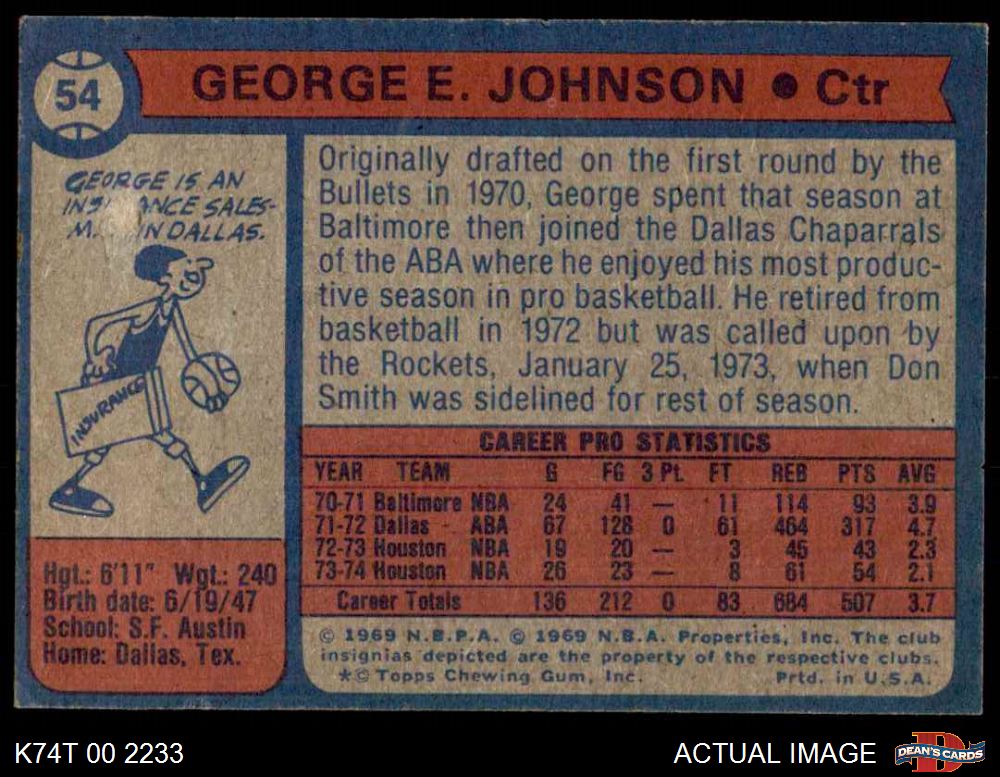 54
GEORGE E. JOHNSON ● Ctr
GEORGE IS AN
INS NCE SALES-
M IN DALLAS.
INSURANCE
Originally drafted on the first round by the
Bullets in 1970, George spent that season at
Baltimore then joined the Dallas Chaparrals
of the ABA where he enjoyed his most produc-
tive season in pro basketball. He retired from
basketball in 1972 but was called upon by
the Rockets, January 25, 1973, when Don
Smith was sidelined for rest of season.
CAREER PRO STATISTICS
YEAR TEAM G FG 3 Pt. FT REB PTS AVG
70-71 Baltimore NBA 24 41 — 11 114 93 3.9
71-72 Dallas ABA 67 128 0 61 464 317 4.7
72-73 Houston NBA 19 20 — 3 45 43 2.3
73-74 Houston NBA 26 23 — 8 61 54 2.1
Career Totals 136 212 0 83 684 507 3.7
Hgt.: 6'11" Wgt.: 240
Birth date: 6/19/47
School: S.F. Austin
Home: Dallas, Tex.
© 1969 N.B.P.A. © 1969 N.B.A. Properties, Inc. The club
insignias depicted are the property of the respective clubs.
*© Topps Chewing Gum, Inc. Prtd. in U.S.A.
K74T 00 2233
ACTUAL IMAGE
D
DEAN'S CARDS